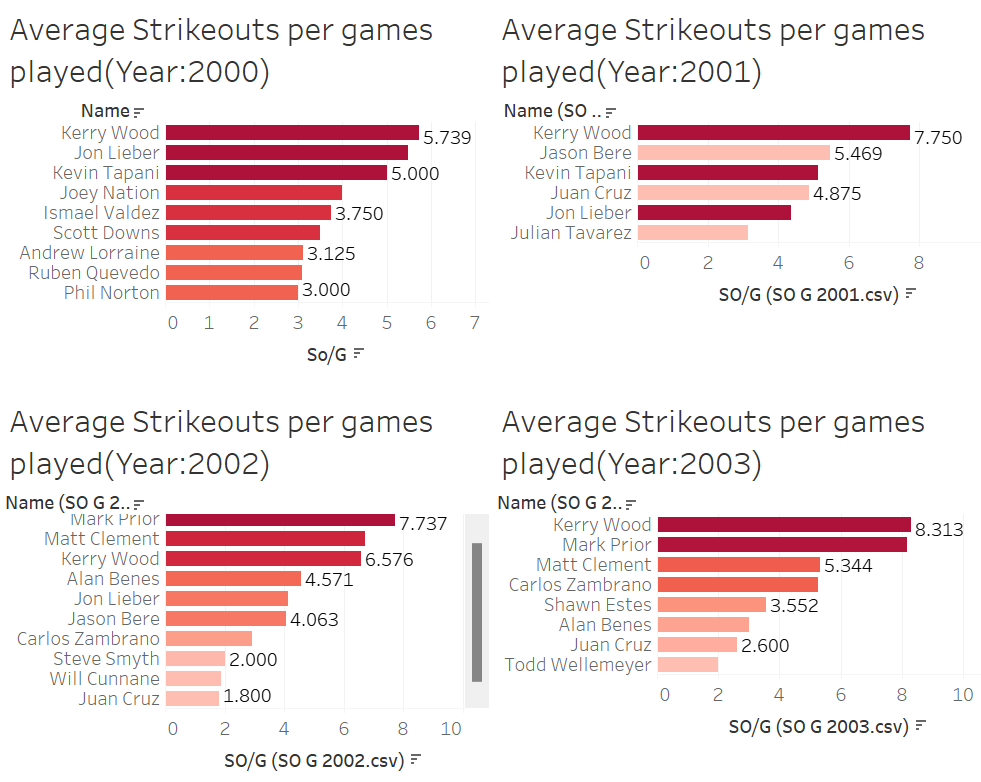 Average Strikeouts per games
played(Year:2000)
Name
Kerry Wood
5.739
Jon Lieber
Kevin Tapani
5.000
Joey Nation
Ismael Valdez
3.750
Scott Downs
Andrew Lorraine
3.125
Ruben Quevedo
Phil Norton
3.000
0 1 2 3 4 5 6 7
So/G
Average Strikeouts per games
played(Year:2001)
Name (SO ..
Kerry Wood
7.750
Jason Bere
5.469
Kevin Tapani
Juan Cruz
4.875
Jon Lieber
Julian Tavarez
0 2 4 6 8
SO/G (SO G 2001.csv)
Average Strikeouts per games
played(Year:2002)
Name (SO G 2..
Mark Prior
7.737
Matt Clement
Kerry Wood
6.576
Alan Benes
4.571
Jon Lieber
Jason Bere
4.063
Carlos Zambrano
Steve Smyth
2.000
Will Cunnane
Juan Cruz
1.800
0 2 4 6 8 10
SO/G (SO G 2002.csv)
Average Strikeouts per games
played(Year:2003)
Name (SO G 2..
Kerry Wood
8.313
Mark Prior
Matt Clement
5.344
Carlos Zambrano
Shawn Estes
3.552
Alan Benes
Juan Cruz
2.600
Todd Wellemeyer
0 2 4 6 8 10
SO/G (SO G 2003.csv)